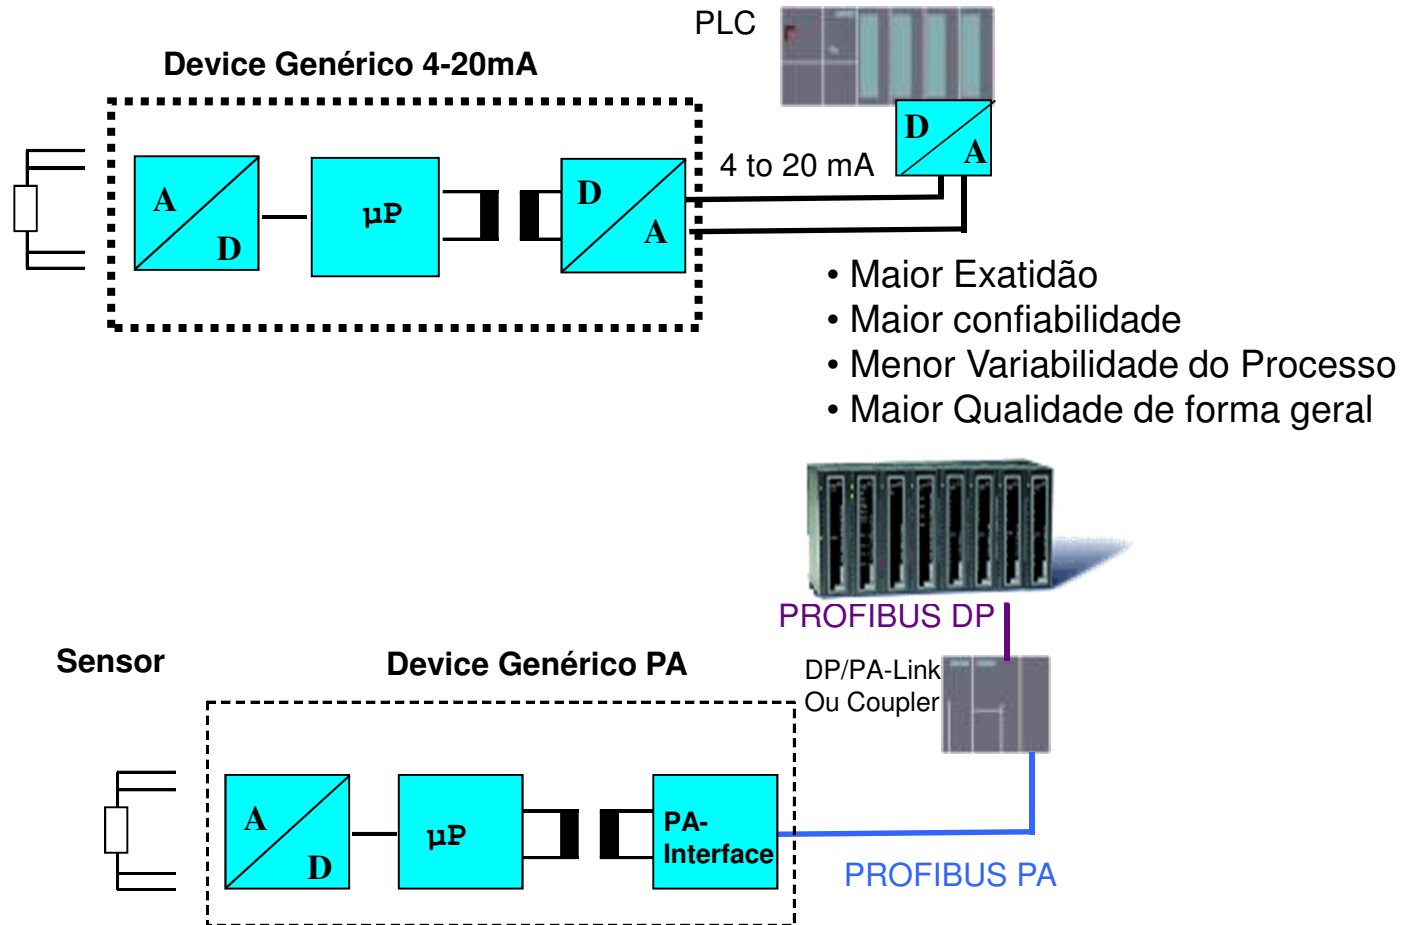 PLC
Device Genérico 4-20mA
D
A
4 to 20 mA
A
D
µP
D
A
• Maior Exatidão
• Maior confiabilidade
• Menor Variabilidade do Processo
• Maior Qualidade de forma geral
PROFIBUS DP
Sensor
Device Genérico PA
DP/PA-Link
Ou Coupler
A
D
µP
PA-
Interface
PROFIBUS PA